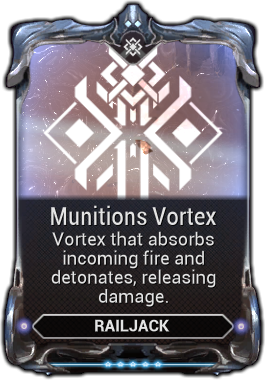 Munitions Vortex
Vortex that absorbs
incoming fire and
detonates, releasing
damage.
RAILJACK